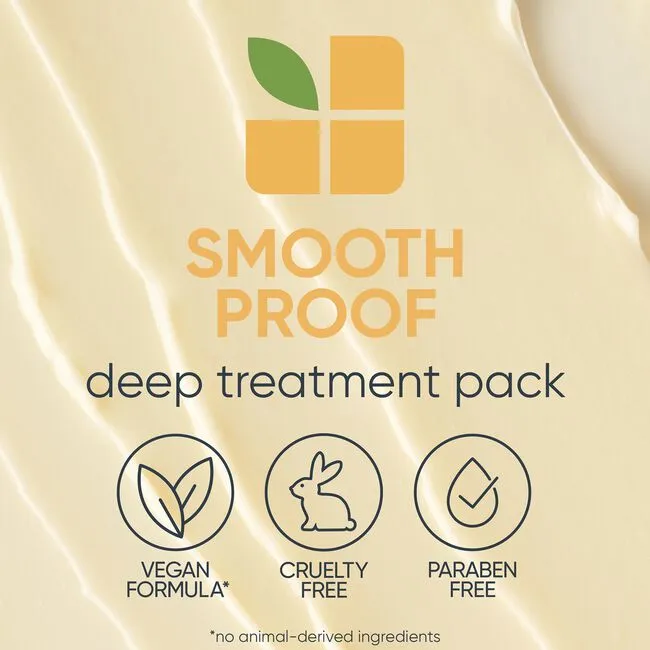 SMOOTH
PROOF
deep treatment pack
VEGAN
FORMULA*
CRUELTY
FREE
PARABEN
FREE
*no animal-derived ingredients